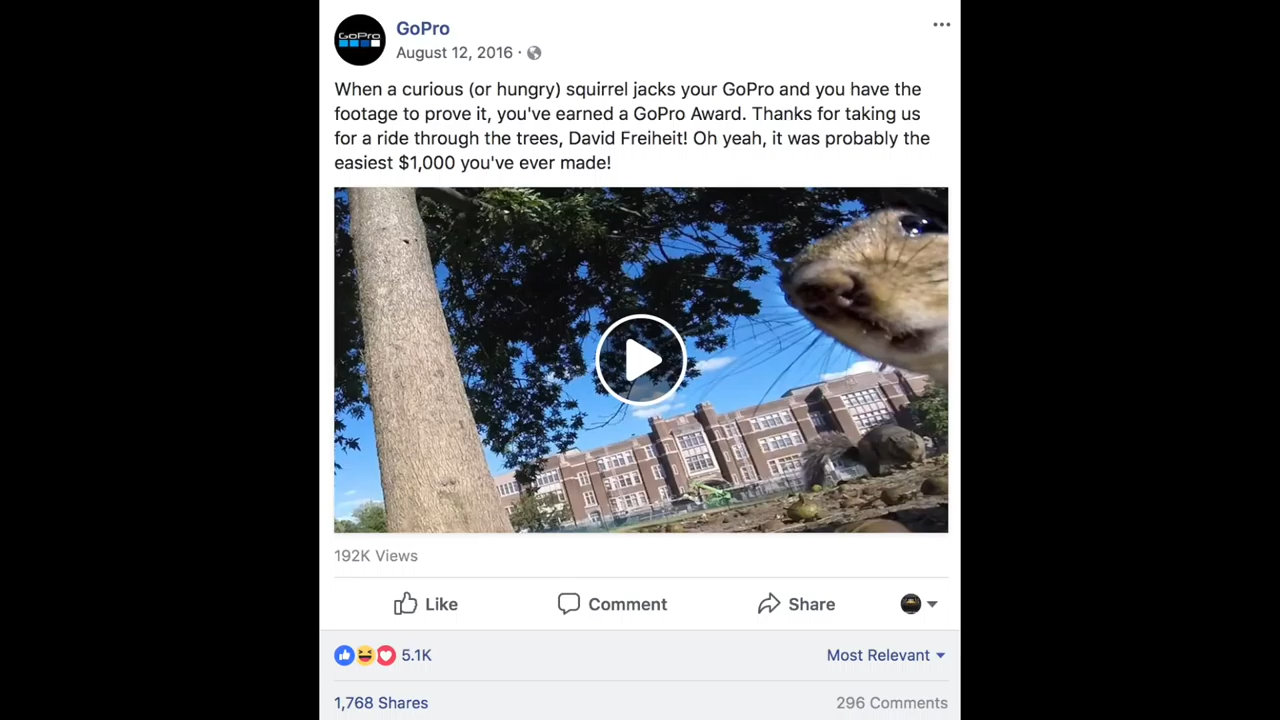 GoPro
GoPro
August 12, 2016 ·
When a curious (or hungry) squirrel jacks your GoPro and you have the
footage to prove it, you've earned a GoPro Award. Thanks for taking us
for a ride through the trees, David Freiheit! Oh yeah, it was probably the
easiest $1,000 you've ever made!
192K Views
Like Comment Share
5.1K Most Relevant
1,768 Shares 296 Comments